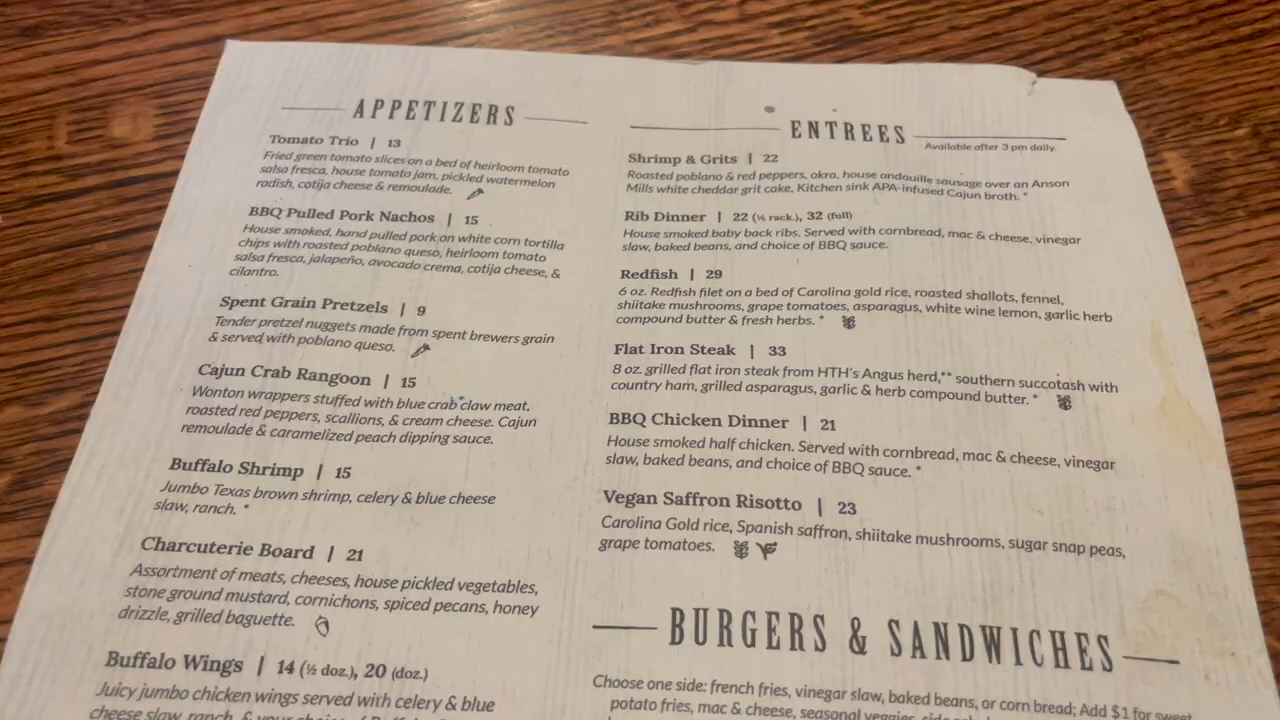 APPETIZERS
Tomato Trio | 13
Fried green tomato slices on a bed of heirloom tomato
salsa fresca, house tomato jam, pickled watermelon
radish, cotija cheese & remoulade.
BBQ Pulled Pork Nachos | 15
House smoked, hand pulled pork on white corn tortilla
chips with roasted poblano queso, heirloom tomato
salsa fresca, jalapeño, avocado crema, cotija cheese, &
cilantro.
Spent Grain Pretzels | 9
Tender pretzel nuggets made from spent brewers grain
& served with poblano queso.
Cajun Crab Rangoon | 15
Wonton wrappers stuffed with blue crab claw meat,
roasted red peppers, scallions, & cream cheese. Cajun
remoulade & caramelized peach dipping sauce.
Buffalo Shrimp | 15
Jumbo Texas brown shrimp, celery & blue cheese
slaw, ranch. *
Charcuterie Board | 21
Assortment of meats, cheeses, house pickled vegetables,
stone ground mustard, cornichons, spiced pecans, honey
drizzle, grilled baguette.
Buffalo Wings | 14 (½ doz.), 20 (doz.)
Juicy jumbo chicken wings served with celery & blue
cheese slaw, ranch, & your choice of
ENTREES
Available after 3 pm daily.
Shrimp & Grits | 22
Roasted poblano & red peppers, okra, house andouille sausage over an Anson
Mills white cheddar grit cake, Kitchen sink APA-infused Cajun broth. *
Rib Dinner | 22 (½ rack.), 32 (full)
House smoked baby back ribs. Served with cornbread, mac & cheese, vinegar
slaw, baked beans, and choice of BBQ sauce.
Redfish | 29
6 oz. Redfish filet on a bed of Carolina gold rice, roasted shallots, fennel,
shiitake mushrooms, grape tomatoes, asparagus, white wine lemon, garlic herb
compound butter & fresh herbs. *
Flat Iron Steak | 33
8 oz. grilled flat iron steak from HTH's Angus herd,** southern succotash with
country ham, grilled asparagus, garlic & herb compound butter. *
BBQ Chicken Dinner | 21
House smoked half chicken. Served with cornbread, mac & cheese, vinegar
slaw, baked beans, and choice of BBQ sauce. *
Vegan Saffron Risotto | 23
Carolina Gold rice, Spanish saffron, shiitake mushrooms, sugar snap peas,
grape tomatoes.
BURGERS & SANDWICHES
Choose one side: french fries, vinegar slaw, baked beans, or corn bread; Add $1 for sweet
potato fries, mac & cheese, seasonal veggies, side